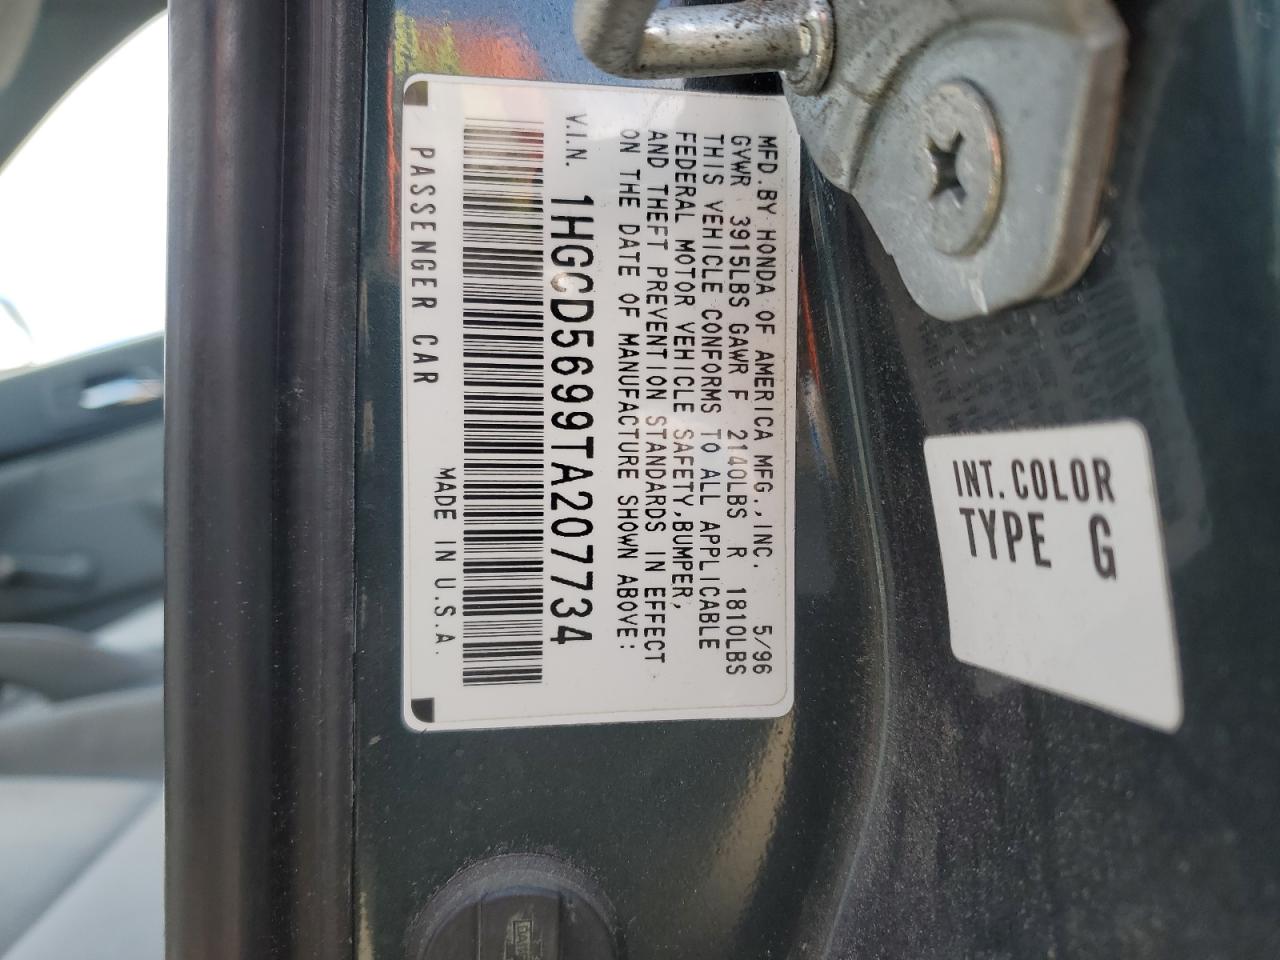 MFD.BY HONDA OF AMERICA MFG.,INC. 5/96
GVWR 3915LBS GAWR F 2140LBS R 1810LBS
THIS VEHICLE CONFORMS TO ALL APPLICABLE
FEDERAL MOTOR VEHICLE SAFETY,BUMPER,
AND THEFT PREVENTION STANDARDS IN EFFECT
ON THE DATE OF MANUFACTURE SHOWN ABOVE:
V.I.N. 1HGCD5699TA207734
PASSENGER CAR MADE IN U.S.A.
INT.COLOR
TYPE G